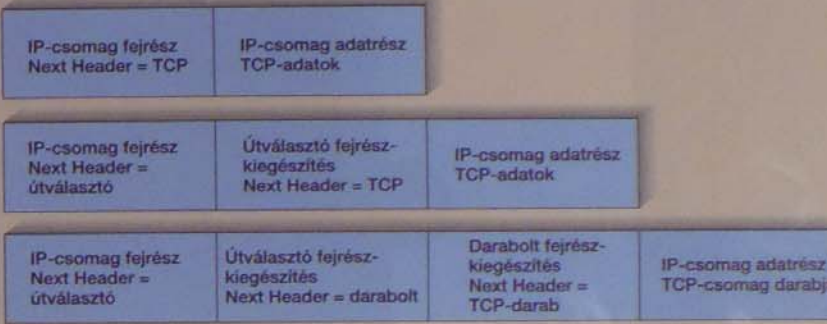 IP-csomag fejrész
Next Header = TCP
IP-csomag adatrész
TCP-adatok
IP-csomag fejrész
Next Header =
útválasztó
Útválasztó fejrész-
kiegészítés
Next Header = TCP
IP-csomag adatrész
TCP-adatok
IP-csomag fejrész
Next Header =
útválasztó
Útválasztó fejrész-
kiegészítés
Next Header = darabolt
Darabolt fejrész-
kiegészítés
Next Header =
TCP-darab
IP-csomag adatrész
TCP-csomag darabj